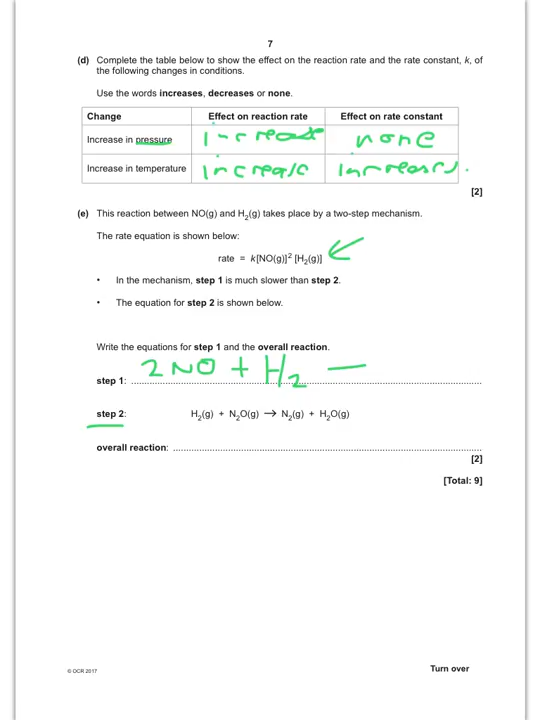 7
(d) Complete the table below to show the effect on the reaction rate and the rate constant, k, of
the following changes in conditions.
Use the words increases, decreases or none.
Change Effect on reaction rate Effect on rate constant
Increase in pressure increase none
Increase in temperature increase increases.
[2]
(e) This reaction between NO(g) and H₂(g) takes place by a two-step mechanism.
The rate equation is shown below:
rate = k[NO(g)]² [H₂(g)]
• In the mechanism, step 1 is much slower than step 2.
• The equation for step 2 is shown below.
Write the equations for step 1 and the overall reaction.
2NO + H₂ —
step 1: ........................................................................
step 2: H₂(g) + N₂O(g) → N₂(g) + H₂O(g)
overall reaction: ........................................................................
[2]
[Total: 9]
© OCR 2017 Turn over